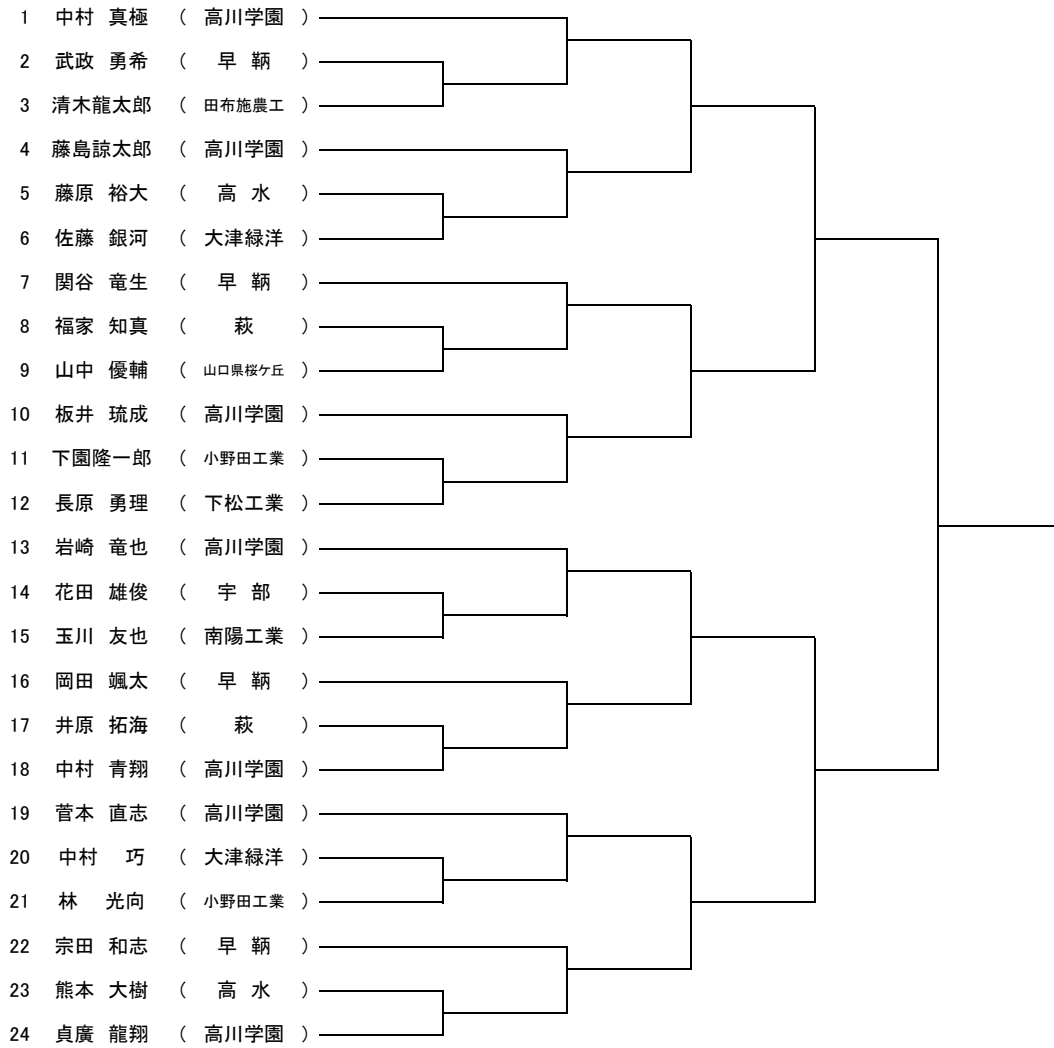 1 中村 真極 ( 高川学園 )
2 武政 勇希 ( 早 鞆 )
3 清木龍太郎 ( 田布施農工 )
4 藤島諒太郎 ( 高川学園 )
5 藤原 裕大 ( 高 水 )
6 佐藤 銀河 ( 大津緑洋 )
7 関谷 竜生 ( 早 鞆 )
8 福家 知真 ( 萩 )
9 山中 優輔 ( 山口県桜ケ丘 )
10 板井 琉成 ( 高川学園 )
11 下園隆一郎 ( 小野田工業 )
12 長原 勇理 ( 下松工業 )
13 岩崎 竜也 ( 高川学園 )
14 花田 雄俊 ( 宇 部 )
15 玉川 友也 ( 南陽工業 )
16 岡田 颯太 ( 早 鞆 )
17 井原 拓海 ( 萩 )
18 中村 青翔 ( 高川学園 )
19 菅本 直志 ( 高川学園 )
20 中村 巧 ( 大津緑洋 )
21 林 光向 ( 小野田工業 )
22 宗田 和志 ( 早 鞆 )
23 熊本 大樹 ( 高 水 )
24 貞廣 龍翔 ( 高川学園 )